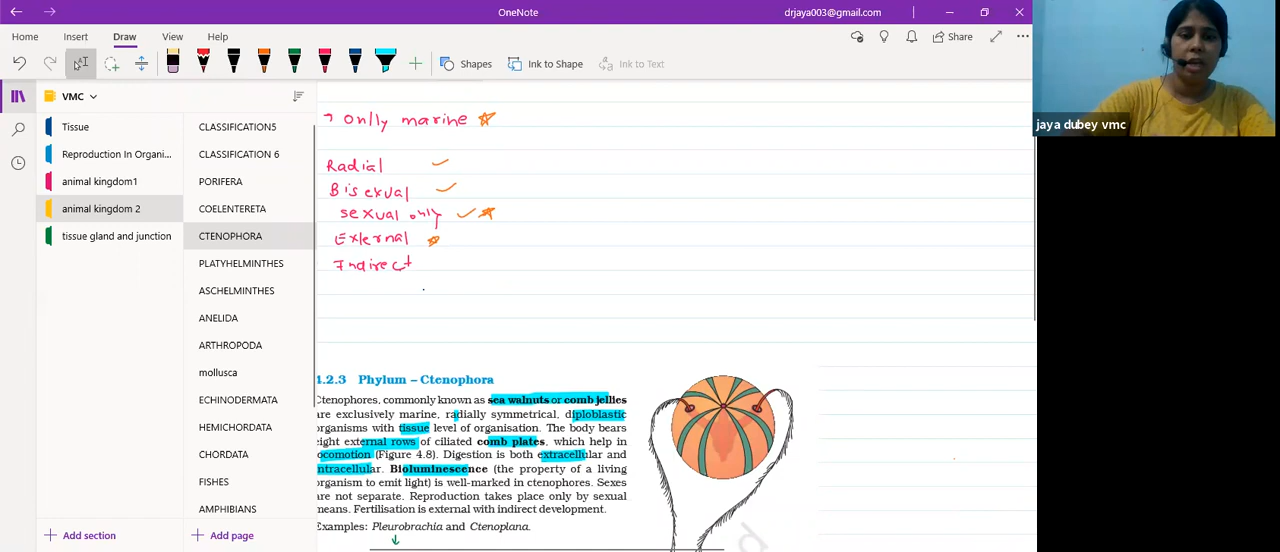 OneNote
drjaya003@gmail.com
Home
Insert
Draw
View
Help
Share
Shapes
Ink to Shape
Ink to Text
VMC
Tissue
Reproduction In Organi...
animal kingdom1
animal kingdom 2
tissue gland and junction
CLASSIFICATION5
CLASSIFICATION 6
PORIFERA
COELENTERETA
CTENOPHORA
PLATYHELMINTHES
ASCHELMINTHES
ANELIDA
ARTHROPODA
mollusca
ECHINODERMATA
HEMICHORDATA
CHORDATA
FISHES
AMPHIBIANS
Add section
Add page
onlly marine
Radial
Bisexual
sexual only
External
Indirect
4.2.3 Phylum – Ctenophora
Ctenophores, commonly known as sea walnuts or comb jellies
are exclusively marine, radially symmetrical, diploblastic
organisms with tissue level of organisation. The body bears
eight external rows of ciliated comb plates, which help in
locomotion (Figure 4.8). Digestion is both extracellular and
intracellular. Bioluminescence (the property of a living
organism to emit light) is well-marked in ctenophores. Sexes
are not separate. Reproduction takes place only by sexual
means. Fertilisation is external with indirect development.
Examples: Pleurobrachia and Ctenoplana.
d
jaya dubey vmc